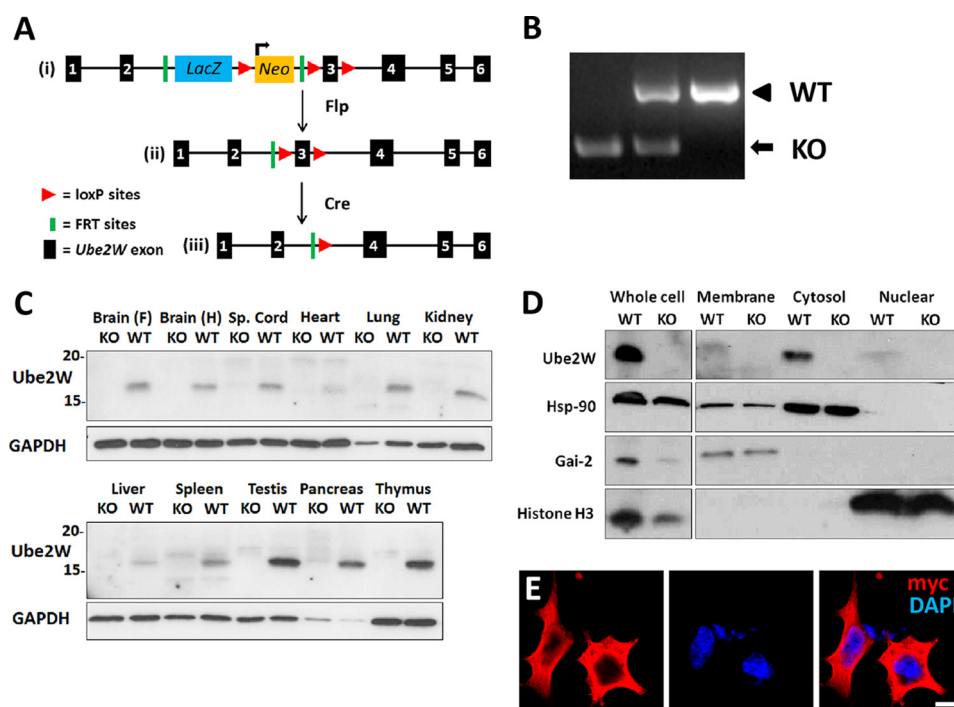 A
(i) 1 2 LacZ Neo 3 4 5 6
Flp
(ii) 1 2 3 4 5 6
= loxP sites
Cre
= FRT sites
= Ube2W exon
(iii) 1 2 4 5 6
B
WT
KO
C
Brain (F) Brain (H) Sp. Cord Heart Lung Kidney
KO WT KO WT KO WT KO WT KO WT KO WT
20-
Ube2W
15-
GAPDH
Liver Spleen Testis Pancreas Thymus
KO WT KO WT KO WT KO WT KO WT
20-
Ube2W
15-
GAPDH
D
Whole cell Membrane Cytosol Nuclear
WT KO WT KO WT KO WT KO
Ube2W
Hsp-90
Gai-2
Histone H3
E
myc
DAPI